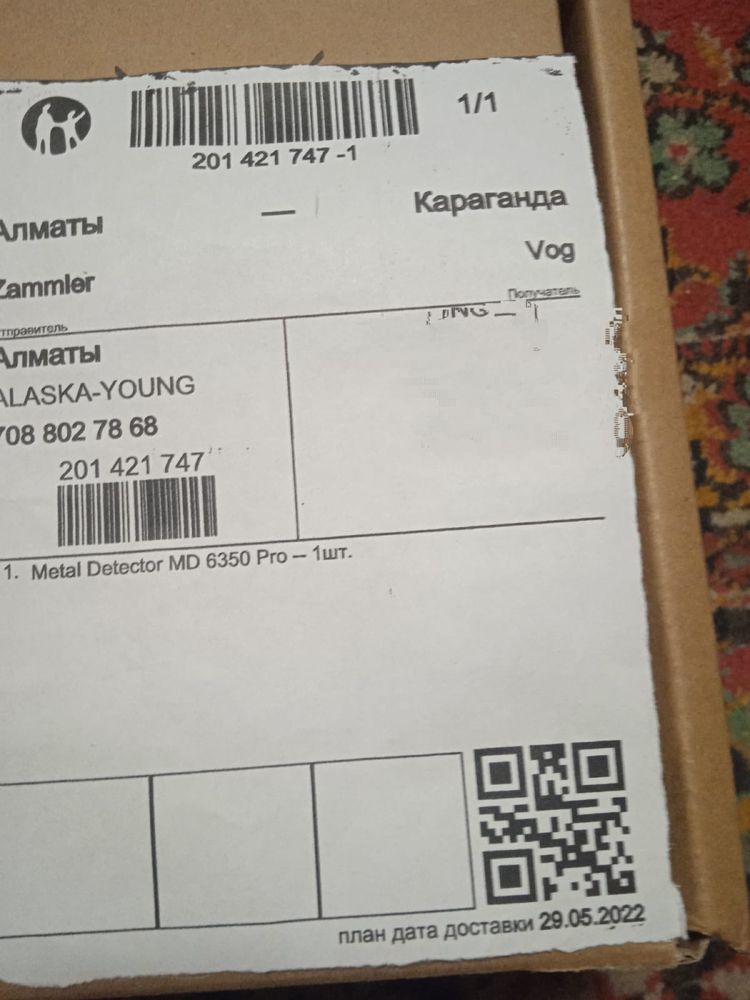 1/1
201 421 747 -1
Алматы — Караганда
Zammler
Vog
Получатель
тправитель
Алматы
ALASKA-YOUNG
708 802 78 68
201 421 747
1. Metal Detector MD 6350 Pro – 1шт.
план дата доставки 29.05.2022